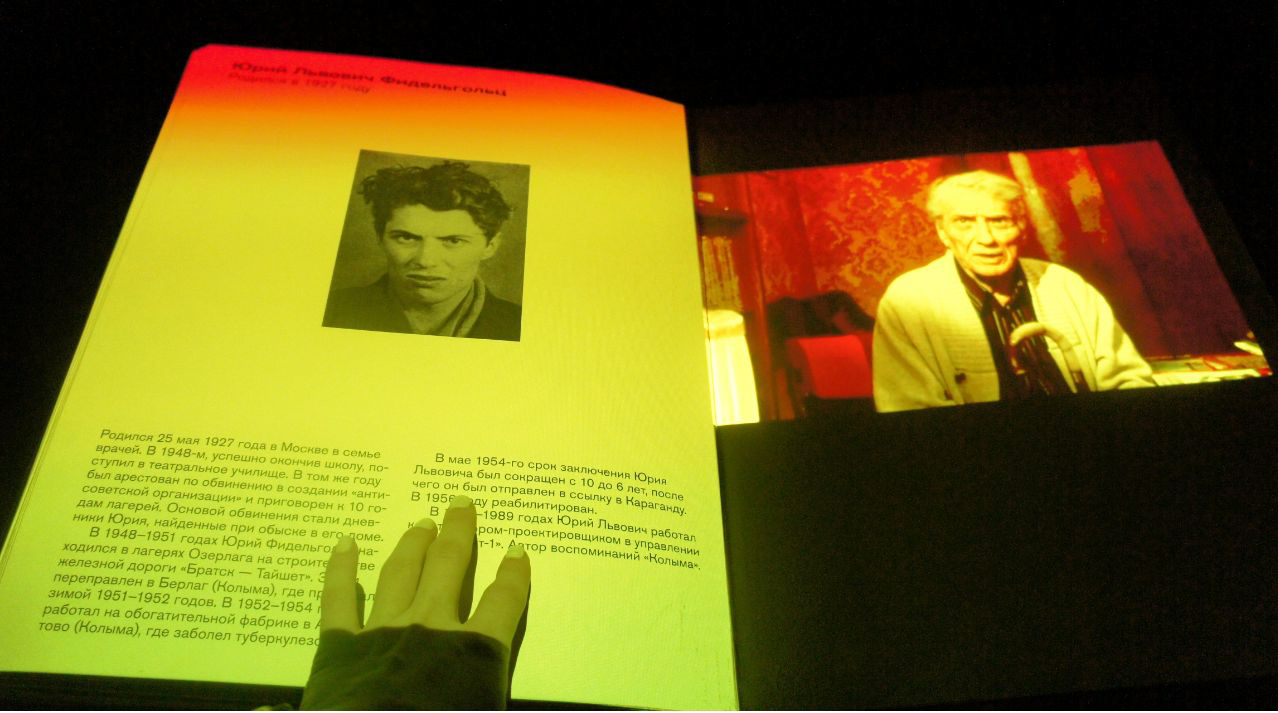 Юрий Львович Фидельгольц
Родился в 1927 году
Родился 25 мая 1927 года в Москве в семье
врачей. В 1948-м, успешно окончив школу, по-
ступил в театральное училище. В том же году
был арестован по обвинению в создании «анти-
советской организации» и приговорен к 10 го-
дам лагерей. Основой обвинения стали днев-
ники Юрия, найденные при обыске в его доме.
В 1948–1951 годах Юрий Фидельго на-
ходился в лагерях Озерлага на строите стве
железной дороги «Братск — Тайшет».
переправлен в Берлаг (Колыма), где
зимой 1951–1952 годов. В 1952–1954
работал на обогатительной фабрике в
тово (Колыма), где заболел туберкулезо
В мае 1954-го срок заключения Юрия
Львовича был сокращен с 10 до 6 лет, после
чего он был отправлен в ссылку в Караганду.
В 1956 году реабилитирован.
В –1989 годах Юрий Львович работал
ором-проектировщиком в управлении
т-1». Автор воспоминаний «Колыма».